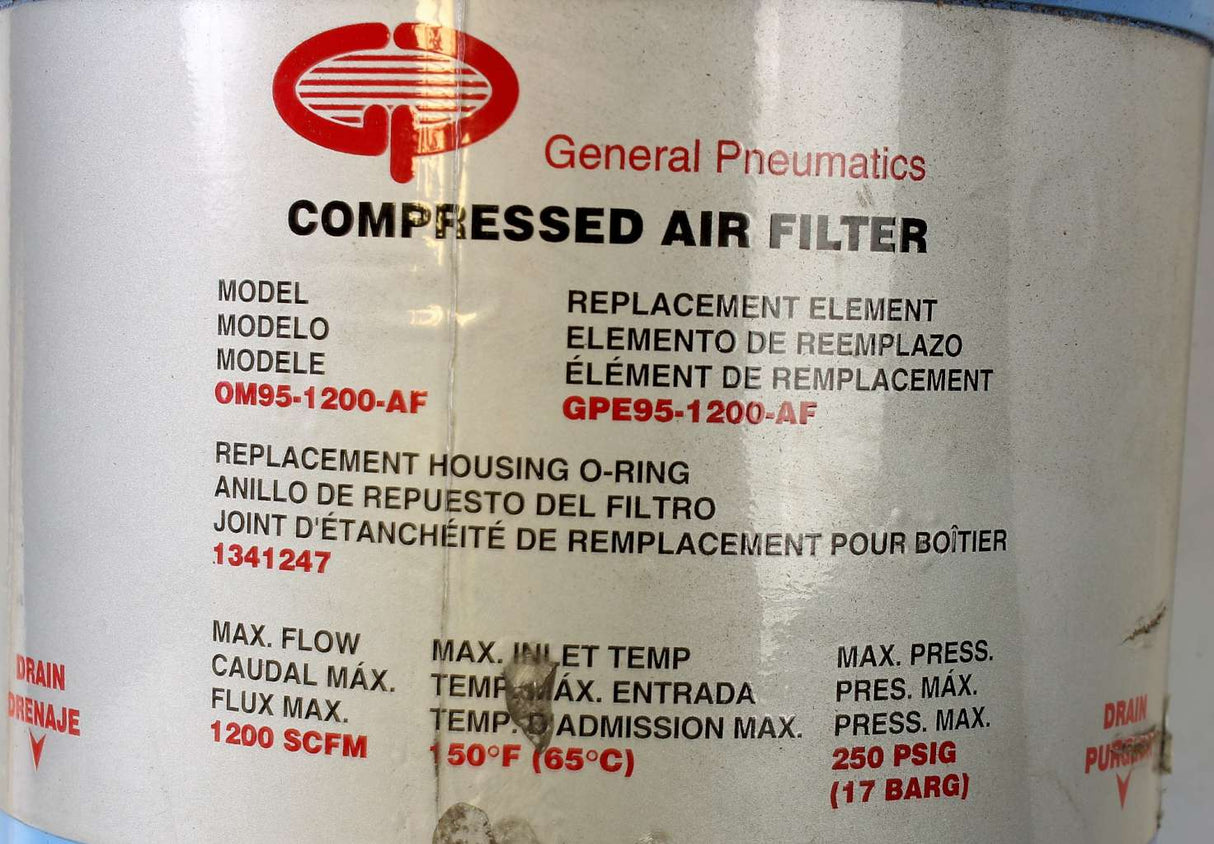 GP
General Pneumatics
COMPRESSED AIR FILTER
MODEL
MODELO
MODELE
OM95-1200-AF
REPLACEMENT ELEMENT
ELEMENTO DE REEMPLAZO
ÉLÉMENT DE REMPLACEMENT
GPE95-1200-AF
REPLACEMENT HOUSING O-RING
ANILLO DE REPUESTO DEL FILTRO
JOINT D'ÉTANCHÉITÉ DE REMPLACEMENT POUR BOÎTIER
1341247
MAX. FLOW
CAUDAL MÁX.
FLUX MAX.
1200 SCFM
MAX. INLET TEMP
TEMP. MÁX. ENTRADA
TEMP. D'ADMISSION MAX.
150°F (65°C)
MAX. PRESS.
PRES. MÁX.
PRESS. MAX.
250 PSIG
(17 BARG)
DRAIN
DRENAJE
DRAIN